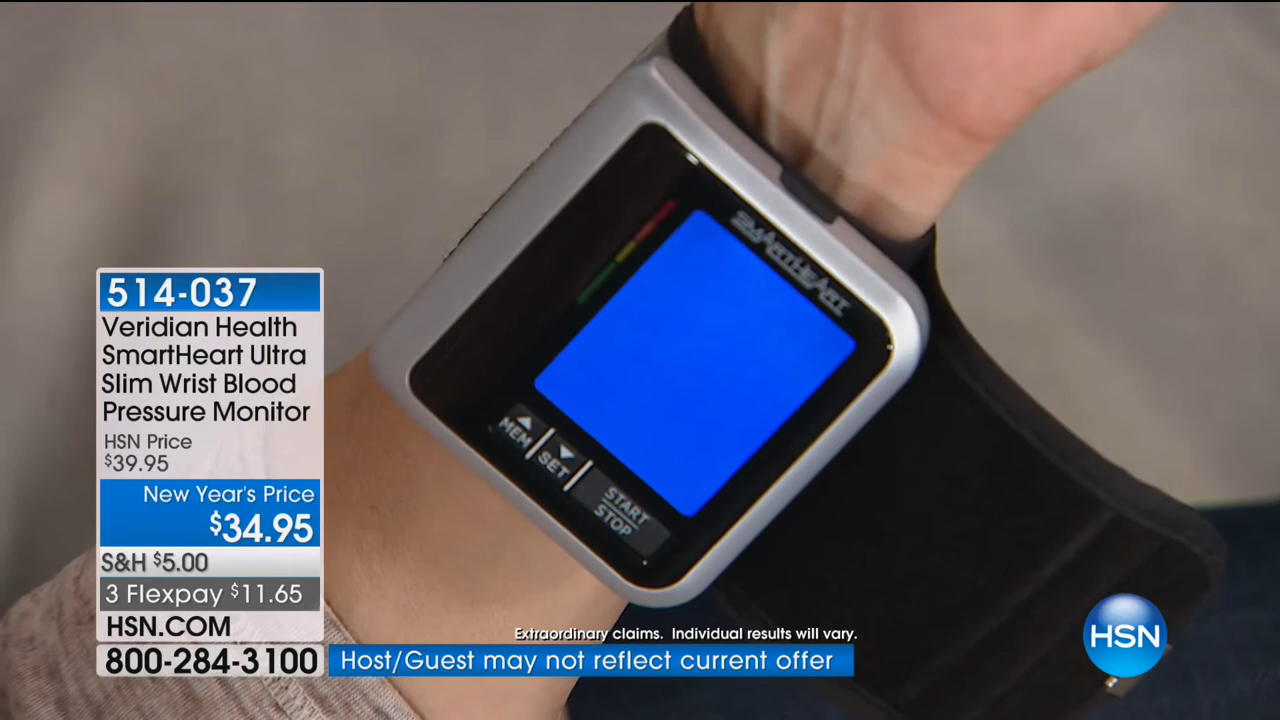 514-037
Veridian Health
SmartHeart Ultra
Slim Wrist Blood
Pressure Monitor
HSN Price
$39.95
New Year's Price
$34.95
S&H $5.00
3 Flexpay $11.65
HSN.COM
800-284-3100
SMARTHEART
MEM
SET
START
STOP
Extraordinary claims. Individual results will vary.
Host/Guest may not reflect current offer
HSN